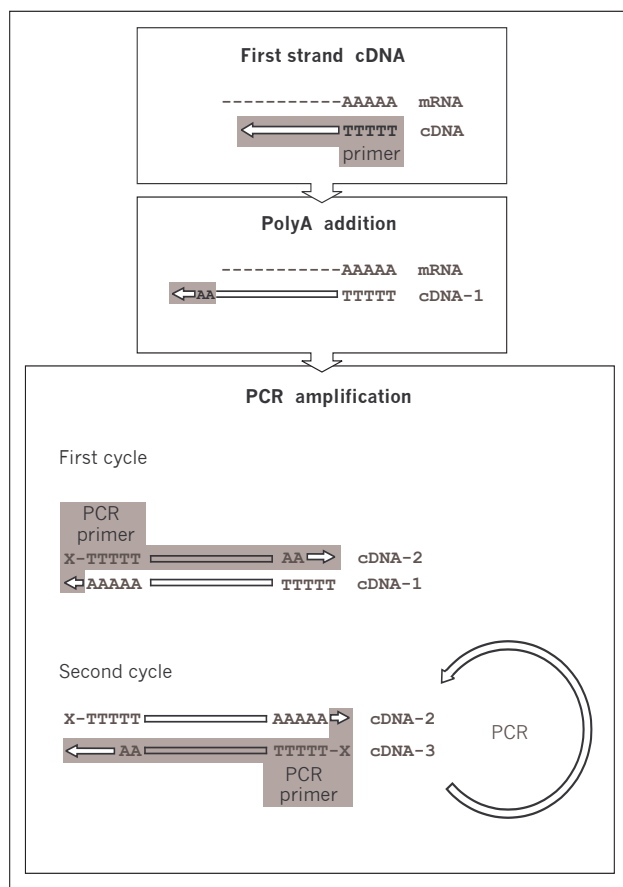 First strand cDNA
------------AAAAA mRNA
TTTTT cDNA
primer
PolyA addition
------------AAAAA mRNA
AA TTTTT cDNA-1
PCR amplification
First cycle
PCR
primer
X-TTTTT AA cDNA-2
AAAAA TTTTT cDNA-1
Second cycle
X-TTTTT AAAAA cDNA-2
AA TTTTT-X cDNA-3
PCR
primer
PCR